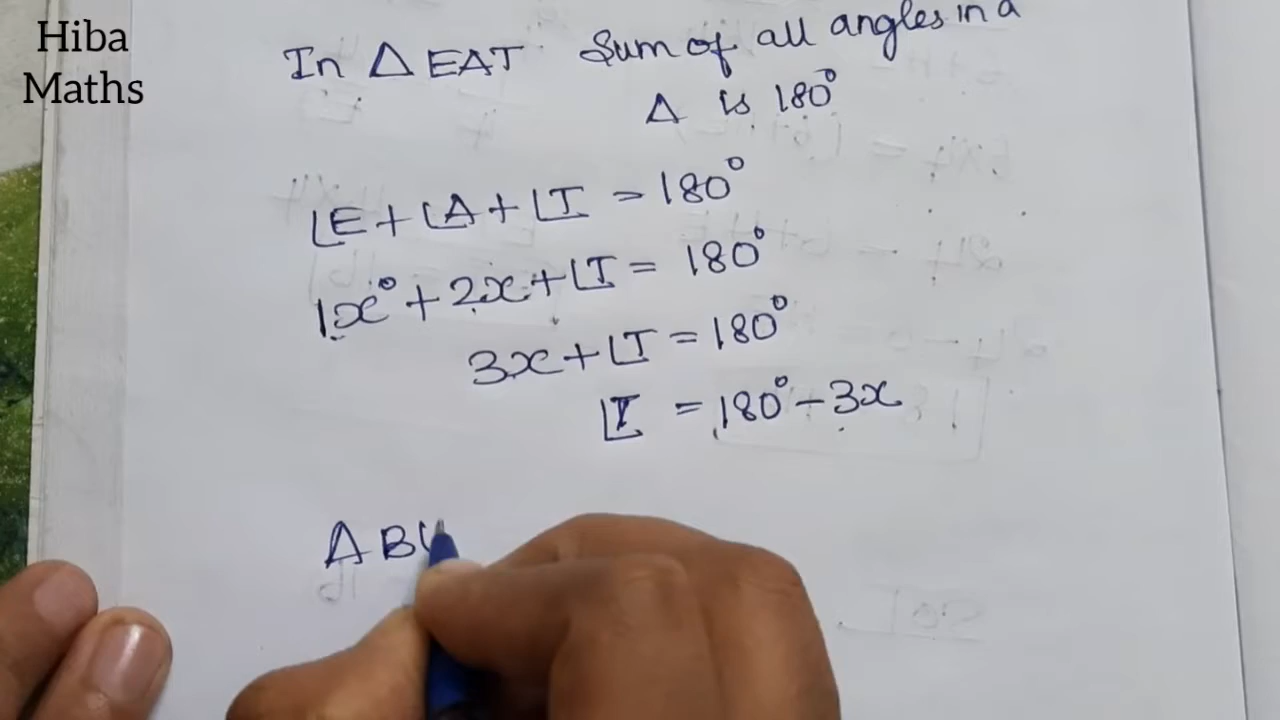 Hiba
Maths
In △ EAT Sum of all angles in a
△ is 180°
∠E + ∠A + ∠T = 180°
1x° + 2x + ∠T = 180°
3x + ∠T = 180°
∠T = 180° - 3x
A B